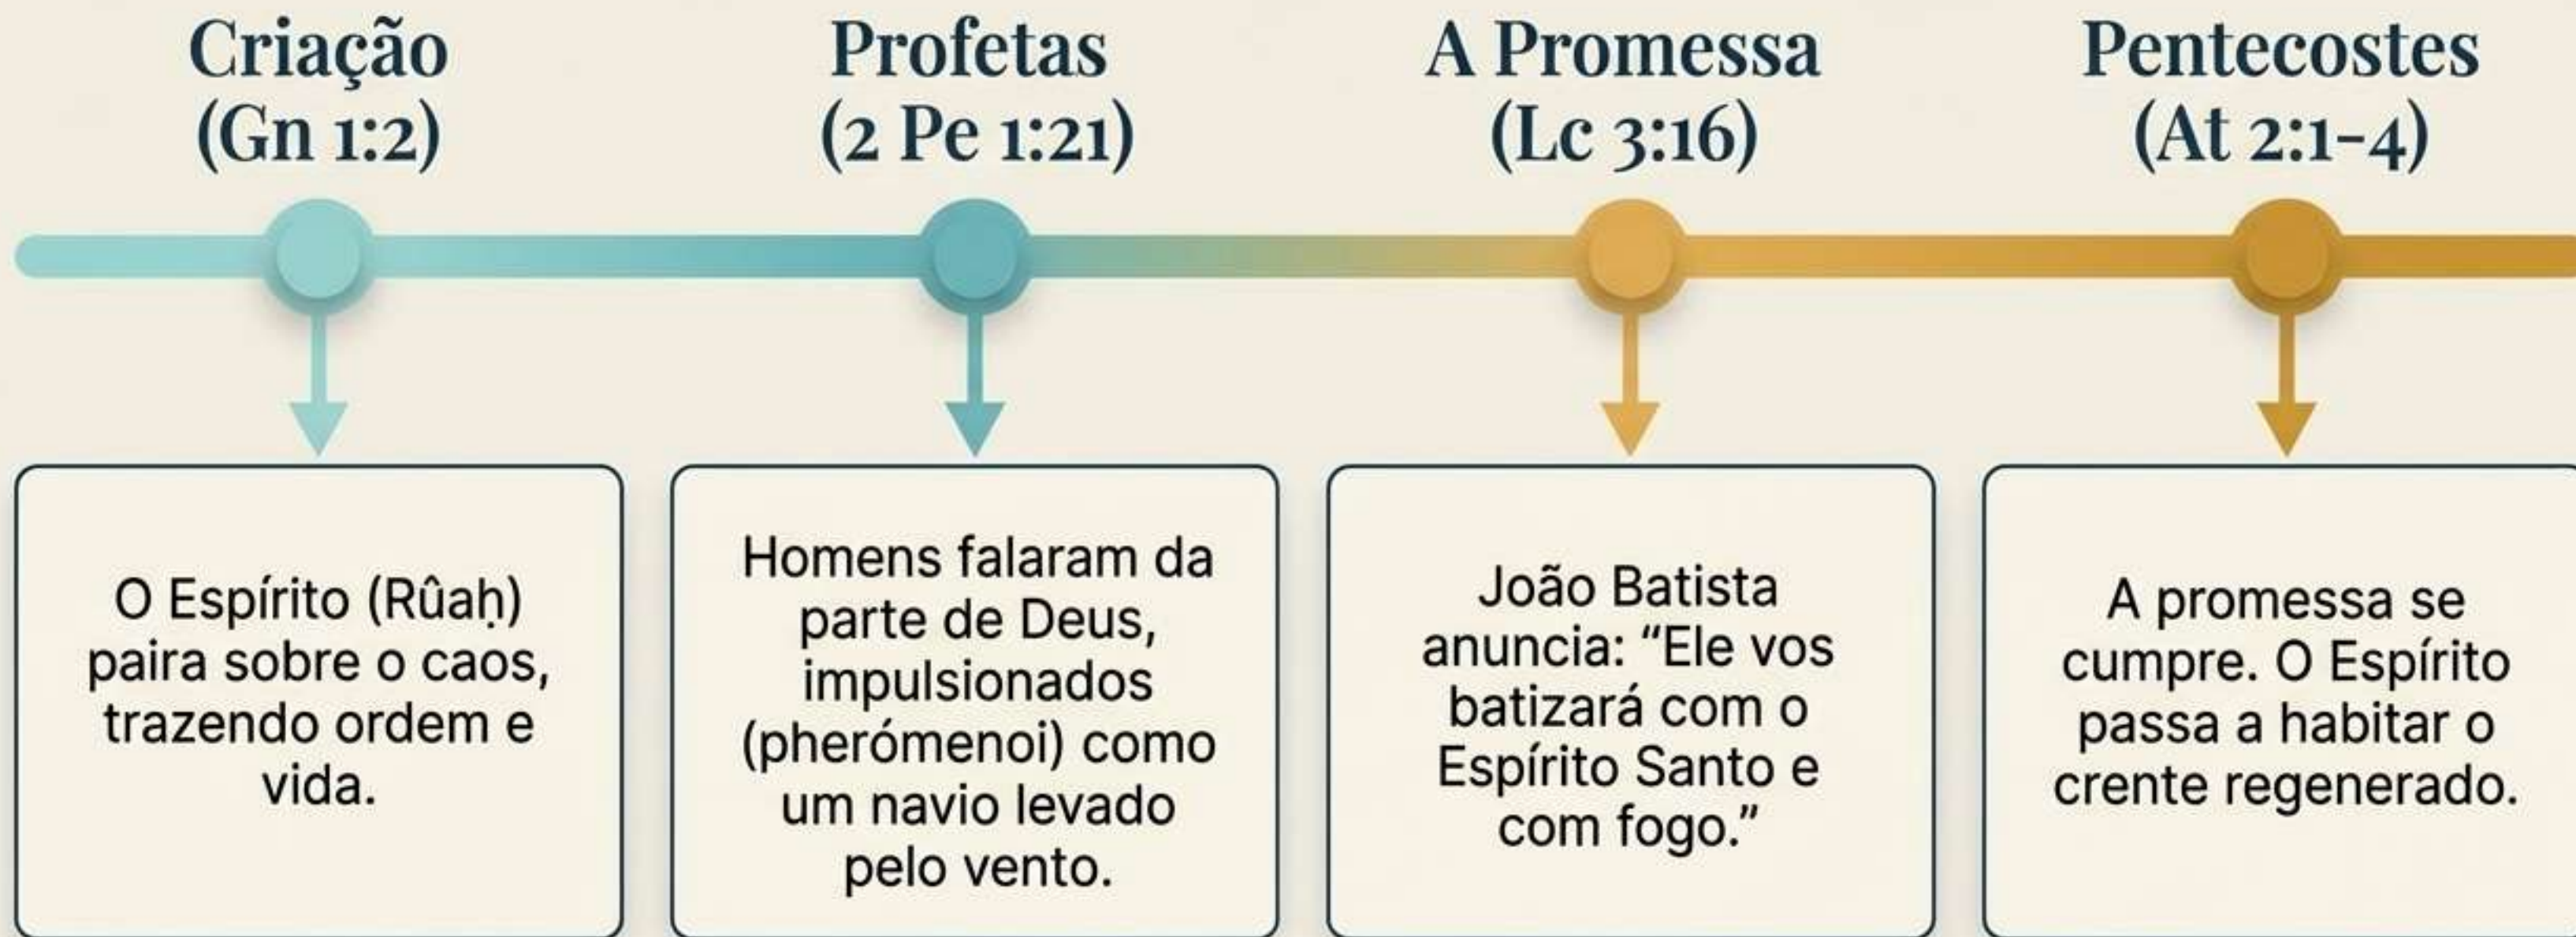 Criação
(Gn 1:2)
Profetas
(2 Pe 1:21)
A Promessa
(Lc 3:16)
Pentecostes
(At 2:1-4)
O Espírito (Rûaḥ)
paira sobre o caos,
trazendo ordem e
vida.
Homens falaram da
parte de Deus,
impulsionados
(pherómenoi) como
um navio levado
pelo vento.
João Batista
anuncia: “Ele vos
batizará com o
Espírito Santo e
com fogo.”
A promessa se
cumpre. O Espírito
passa a habitar o
crente regenerado.